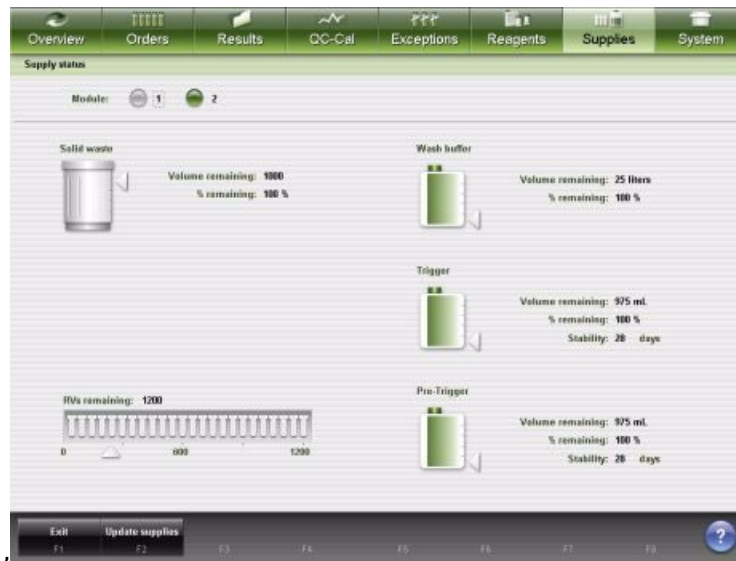 Overview Orders Results QC-Cal Exceptions Reagents Supplies System
Supply status
Module: 1 2
Solid waste
Volume remaining: 1000
% remaining: 100 %
Wash buffer
Volume remaining: 25 liters
% remaining: 100 %
Trigger
Volume remaining: 975 mL
% remaining: 100 %
Stability: 28 days
RVs remaining: 1200
0 600 1200
Pre-Trigger
Volume remaining: 975 mL
% remaining: 100 %
Stability: 28 days
Exit Update supplies
F1 F2 F3 F4 F5 F6 F7 F8
?
,